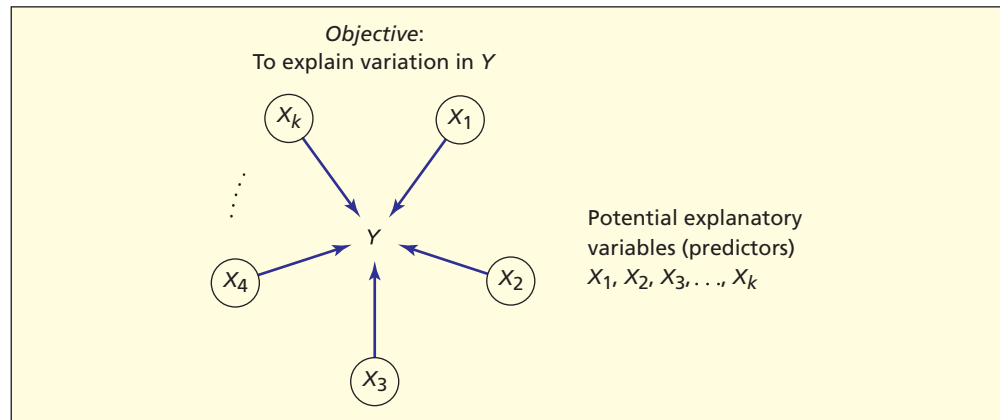 Objective:
To explain variation in Y
Xk
X1
Y
Potential explanatory
variables (predictors)
X1, X2, X3,..., Xk
X4
X2
X3